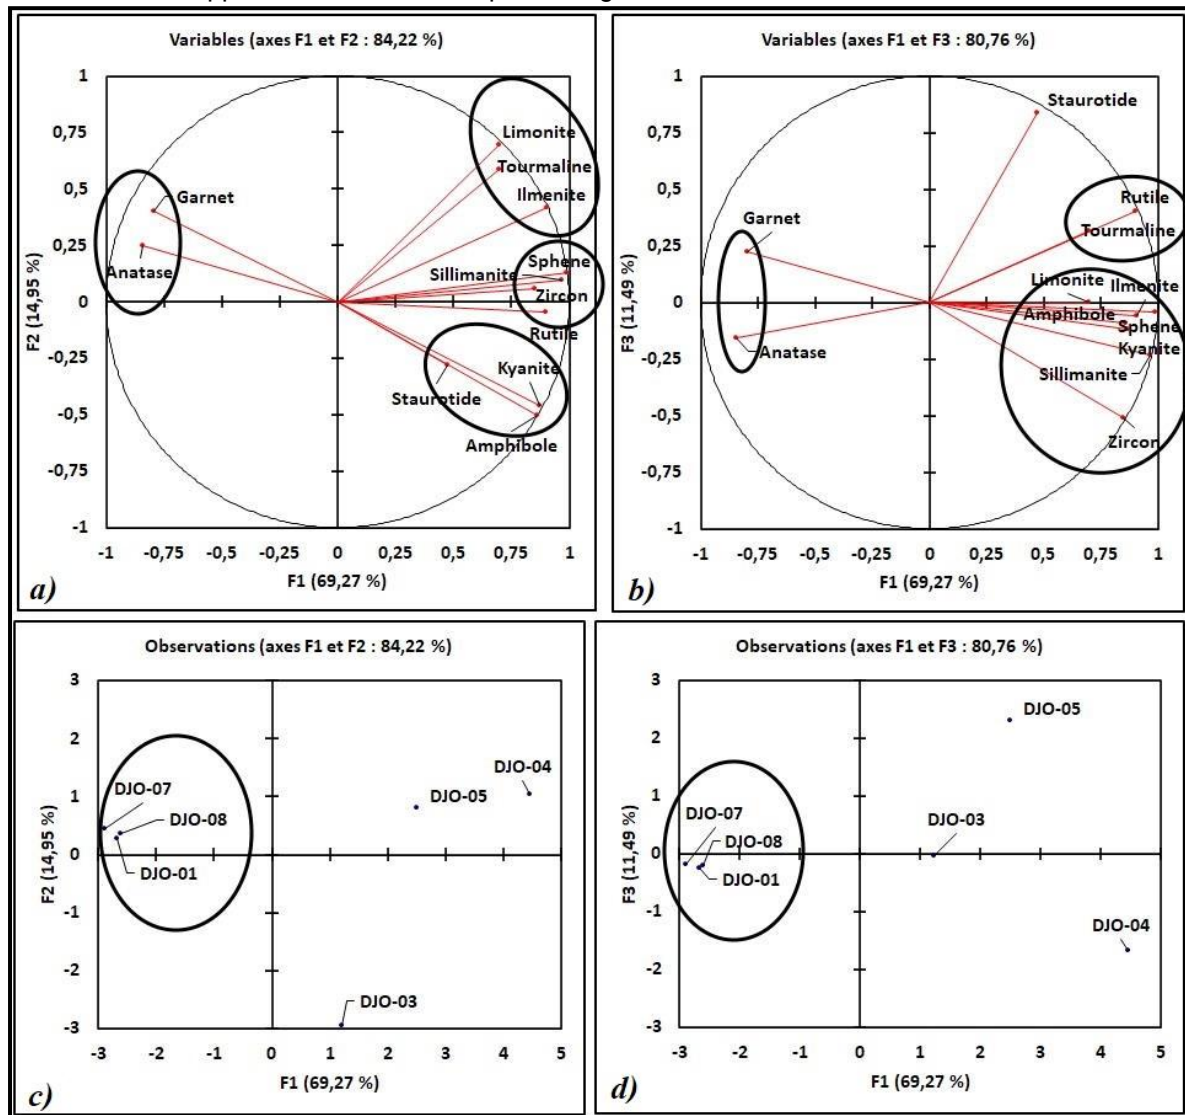 Variables (axes F1 et F2 : 84,22 %)
1
0,75
0,5
0,25
0
-0,25
-0,5
-0,75
-1
F2 (14,95 %)
Limonite
Tourmaline
Ilmenite
Garnet
Anatase
Sphene
Sillimanite
Zircon
Rutile
Kyanite
Staurotide
Amphibole
-1 -0,75 -0,5 -0,25 0 0,25 0,5 0,75 1
F1 (69,27 %)
a)
Variables (axes F1 et F3 : 80,76 %)
1
0,75
0,5
0,25
0
-0,25
-0,5
-0,75
-1
F3 (11,49 %)
Staurotide
Rutile
Tourmaline
Garnet
Limonite
Ilmenite
Amphibole
Sphene
Anatase
Kyanite
Sillimanite
Zircon
-1 -0,75 -0,5 -0,25 0 0,25 0,5 0,75 1
F1 (69,27 %)
b)
Observations (axes F1 et F2 : 84,22 %)
3
2
1
0
-1
-2
-3
F2 (14,95 %)
DJO-04
DJO-07
DJO-05
DJO-08
DJO-01
DJO-03
-3 -2 -1 0 1 2 3 4 5
F1 (69,27 %)
c)
Observations (axes F1 et F3 : 80,76 %)
3
2
1
0
-1
-2
-3
F3 (11,49 %)
DJO-05
DJO-07
DJO-03
DJO-08
DJO-01
DJO-04
-3 -2 -1 0 1 2 3 4 5
F1 (69,27 %)
d)